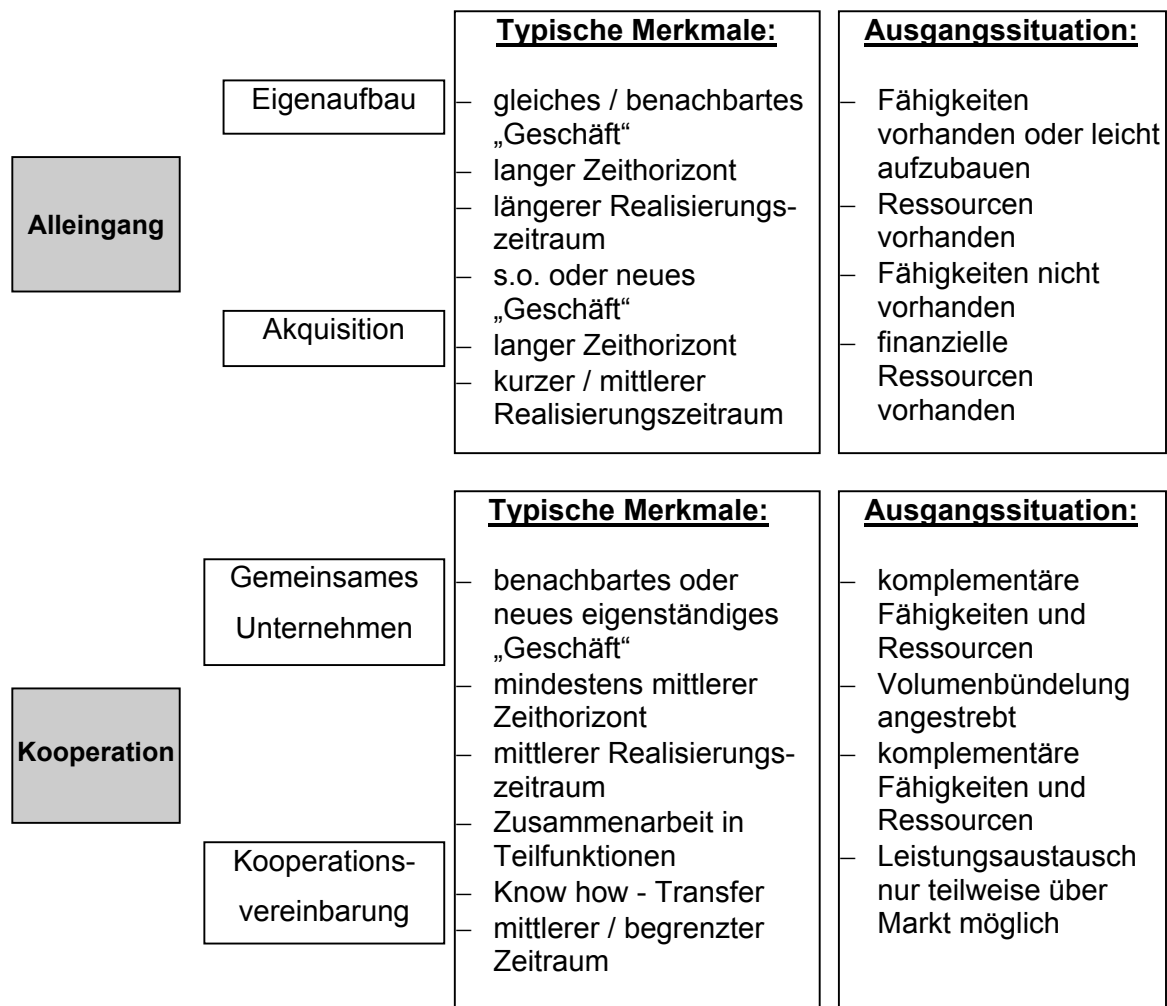 Typische Merkmale:
Ausgangssituation:
Alleingang
Eigenaufbau
– gleiches / benachbartes
„Geschäft“
– langer Zeithorizont
– längerer Realisierungs-
zeitraum
– Fähigkeiten
vorhanden oder leicht
aufzubauen
– Ressourcen
vorhanden
Akquisition
– s.o. oder neues
„Geschäft“
– langer Zeithorizont
– kurzer / mittlerer
Realisierungszeitraum
– Fähigkeiten nicht
vorhanden
– finanzielle
Ressourcen
vorhanden
Typische Merkmale:
Ausgangssituation:
Kooperation
Gemeinsames
Unternehmen
– benachbartes oder
neues eigenständiges
„Geschäft“
– mindestens mittlerer
Zeithorizont
– mittlerer Realisierungs-
zeitraum
– komplementäre
Fähigkeiten und
Ressourcen
– Volumenbündelung
angestrebt
Kooperations-
vereinbarung
– Zusammenarbeit in
Teilfunktionen
– Know how - Transfer
– mittlerer / begrenzter
Zeitraum
– komplementäre
Fähigkeiten und
Ressourcen
– Leistungsaustausch
nur teilweise über
Markt möglich